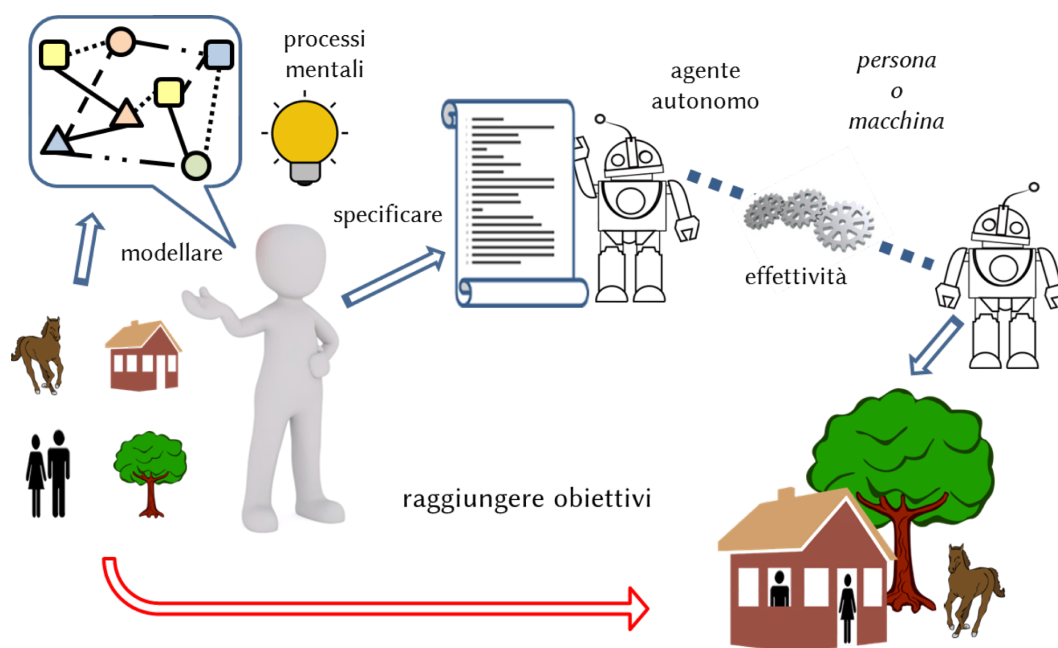 processi
mentali
modellare
specificare
agente
autonomo
persona
o
macchina
effettività
raggiungere obiettivi